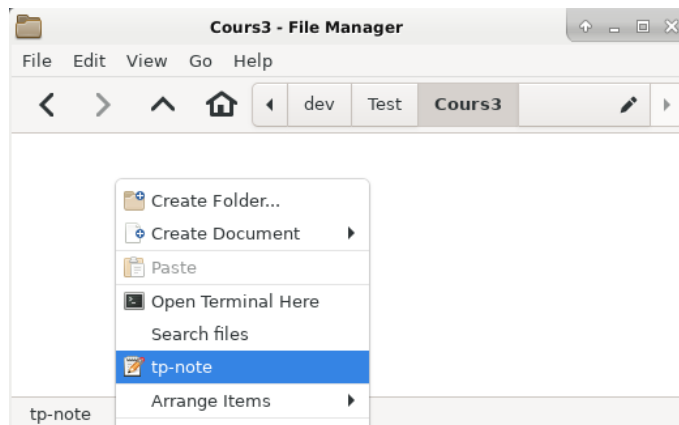 Cours3 - File Manager
File Edit View Go Help
dev Test Cours3
Create Folder...
Create Document
Paste
Open Terminal Here
Search files
tp-note
Arrange Items
tp-note